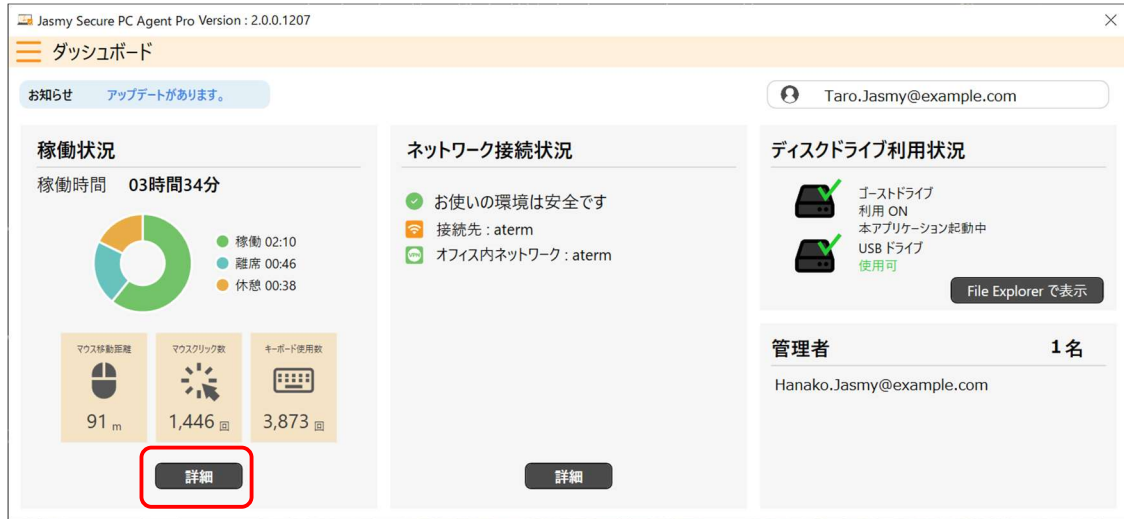 Jasmy Secure PC Agent Pro Version : 2.0.0.1207
ダッシュボード
お知らせ アップデートがあります。
Taro.Jasmy@example.com
稼働状況
稼働時間 03時間34分
稼働 02:10
離席 00:46
休憩 00:38
マウス移動距離
91 m
マウスクリック数
1,446 回
キーボード使用数
3,873 回
詳細
ネットワーク接続状況
お使いの環境は安全です
接続先 : aterm
VPN オフィス内ネットワーク : aterm
詳細
ディスクドライブ利用状況
ゴーストドライブ
利用 ON
本アプリケーション起動中
USB ドライブ
使用可
File Explorer で表示
管理者 1名
Hanako.Jasmy@example.com